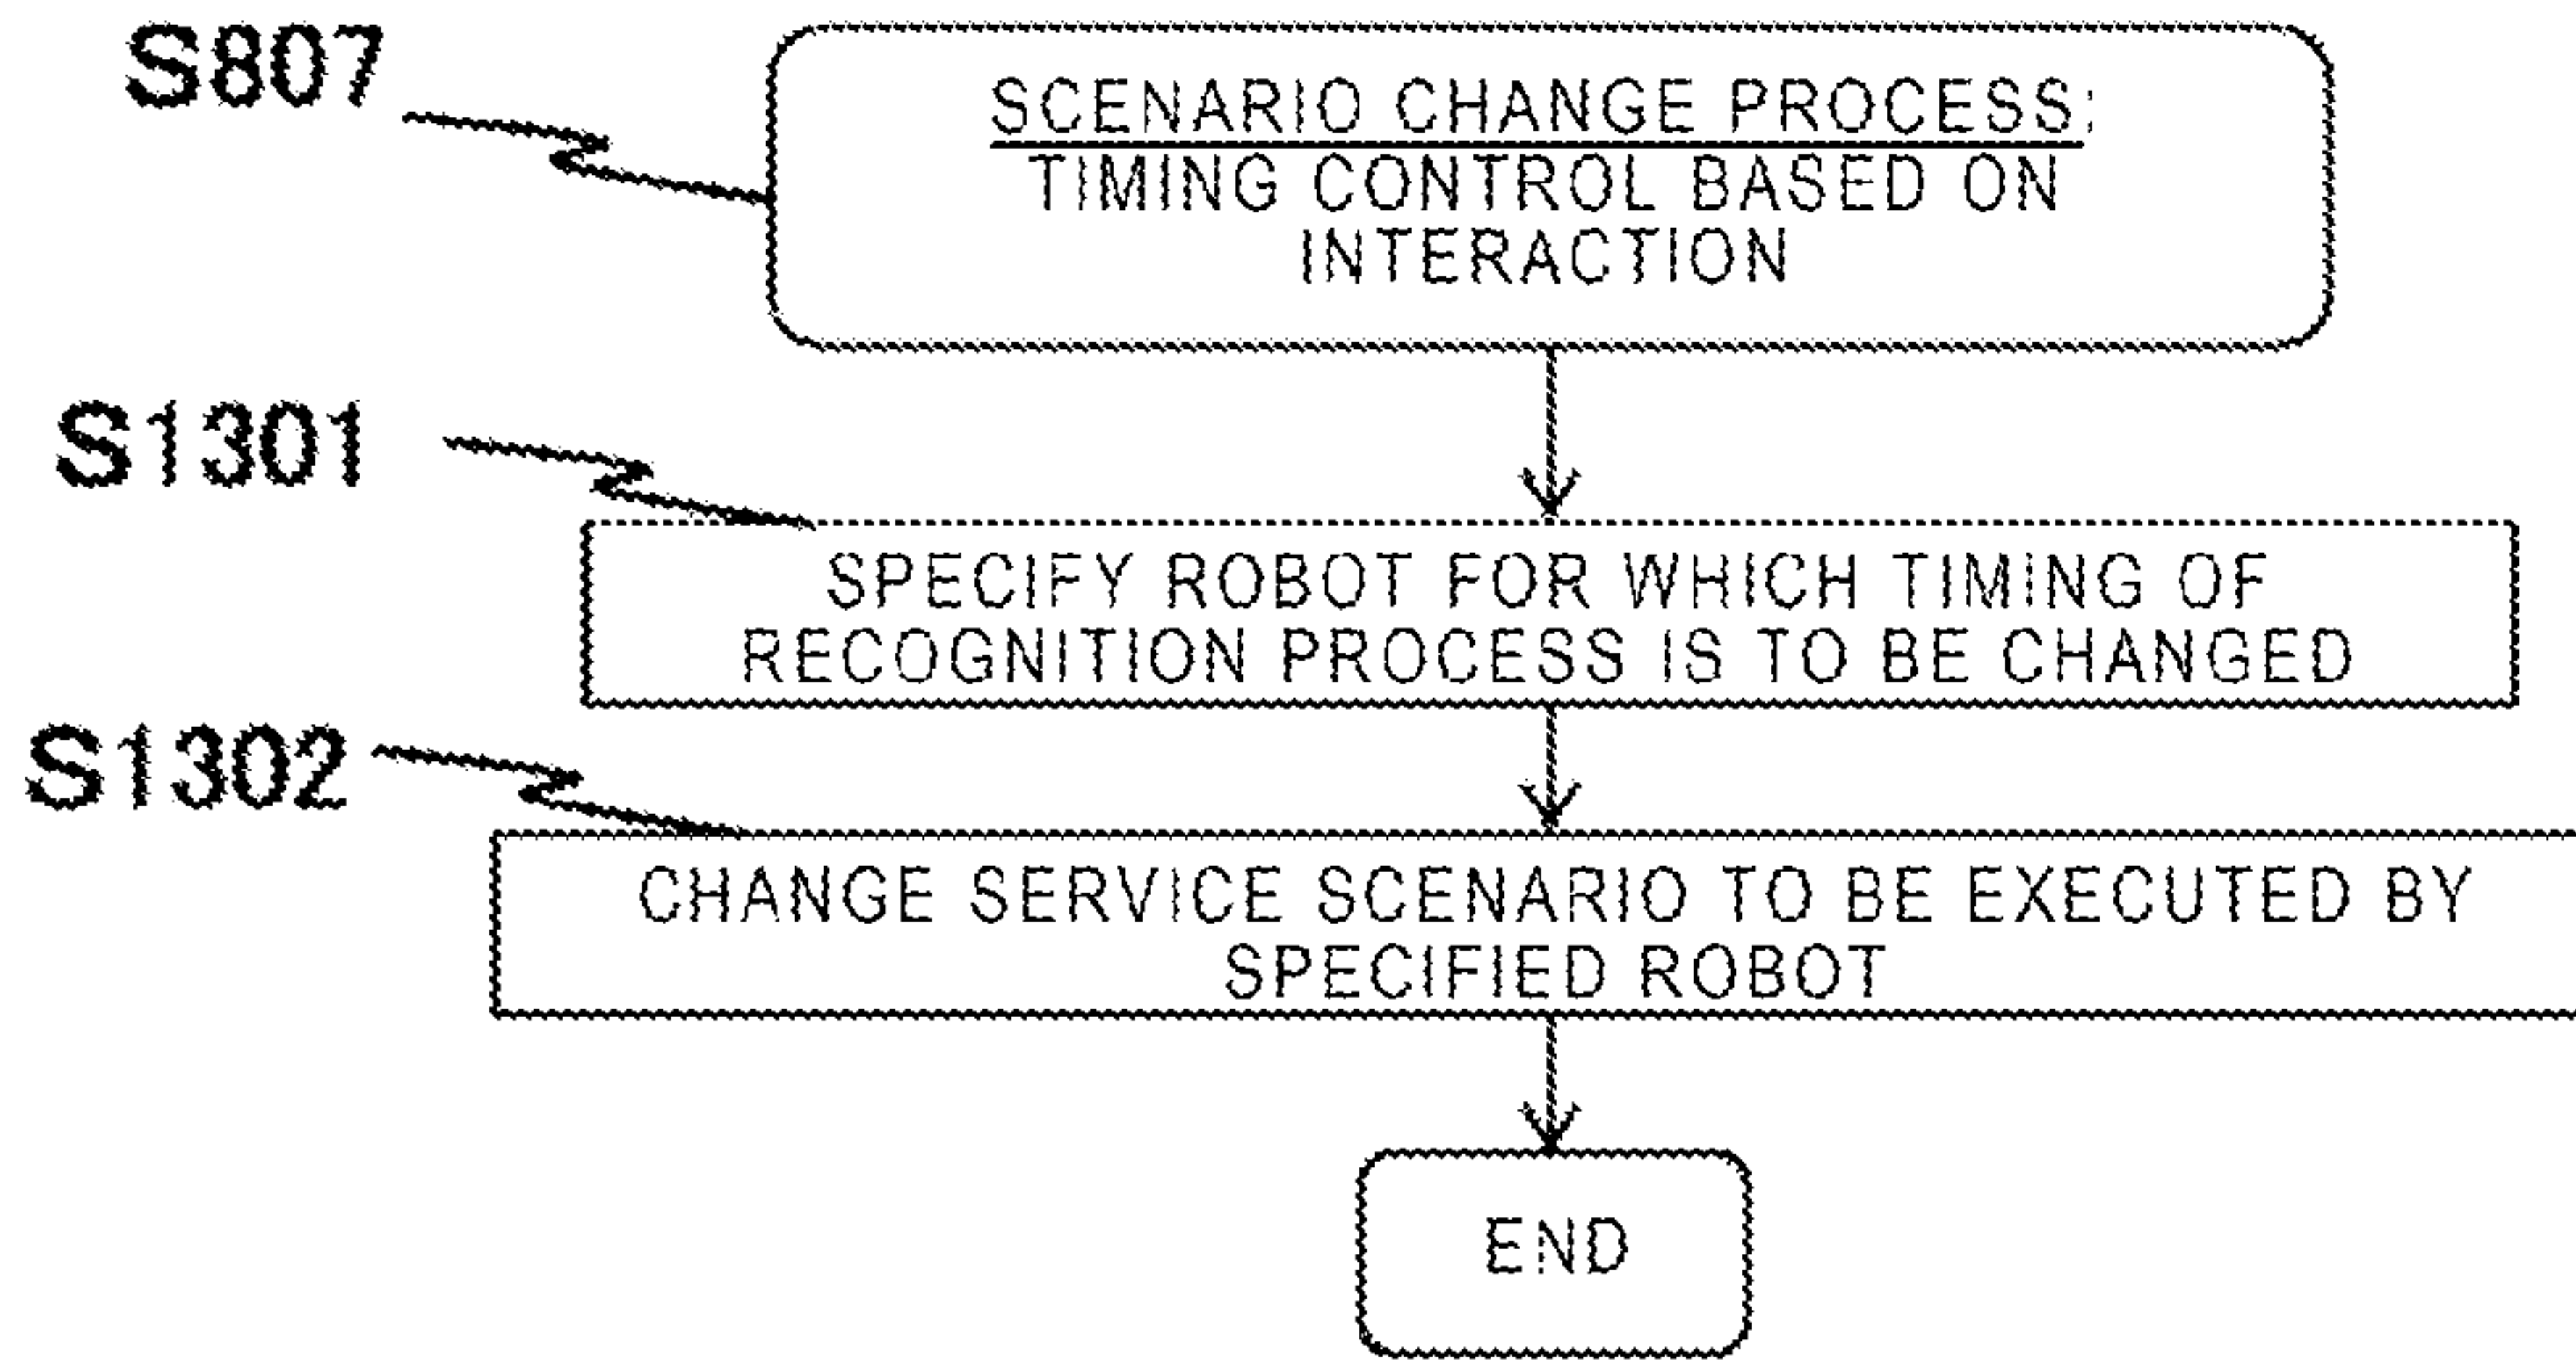 S807
SCENARIO CHANGE PROCESS:
TIMING CONTROL BASED ON
INTERACTION
S1301
SPECIFY ROBOT FOR WHICH TIMING OF
RECOGNITION PROCESS IS TO BE CHANGED
S1302
CHANGE SERVICE SCENARIO TO BE EXECUTED BY
SPECIFIED ROBOT
END